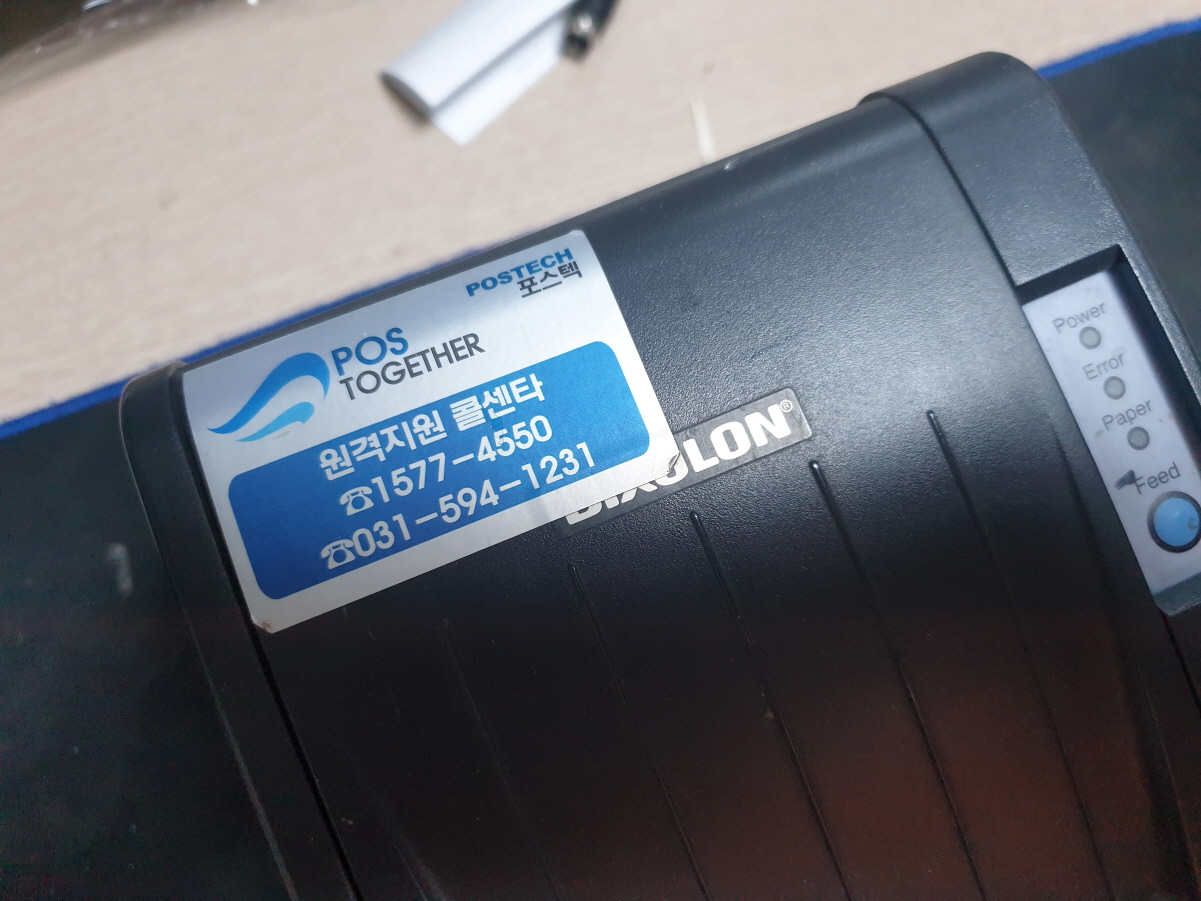 POSTECH
포스텍
POS
TOGETHER
원격지원 콜센타
☎1577-4550
☎031-594-1231
BIXOLON®
Power
Error
Paper
Feed